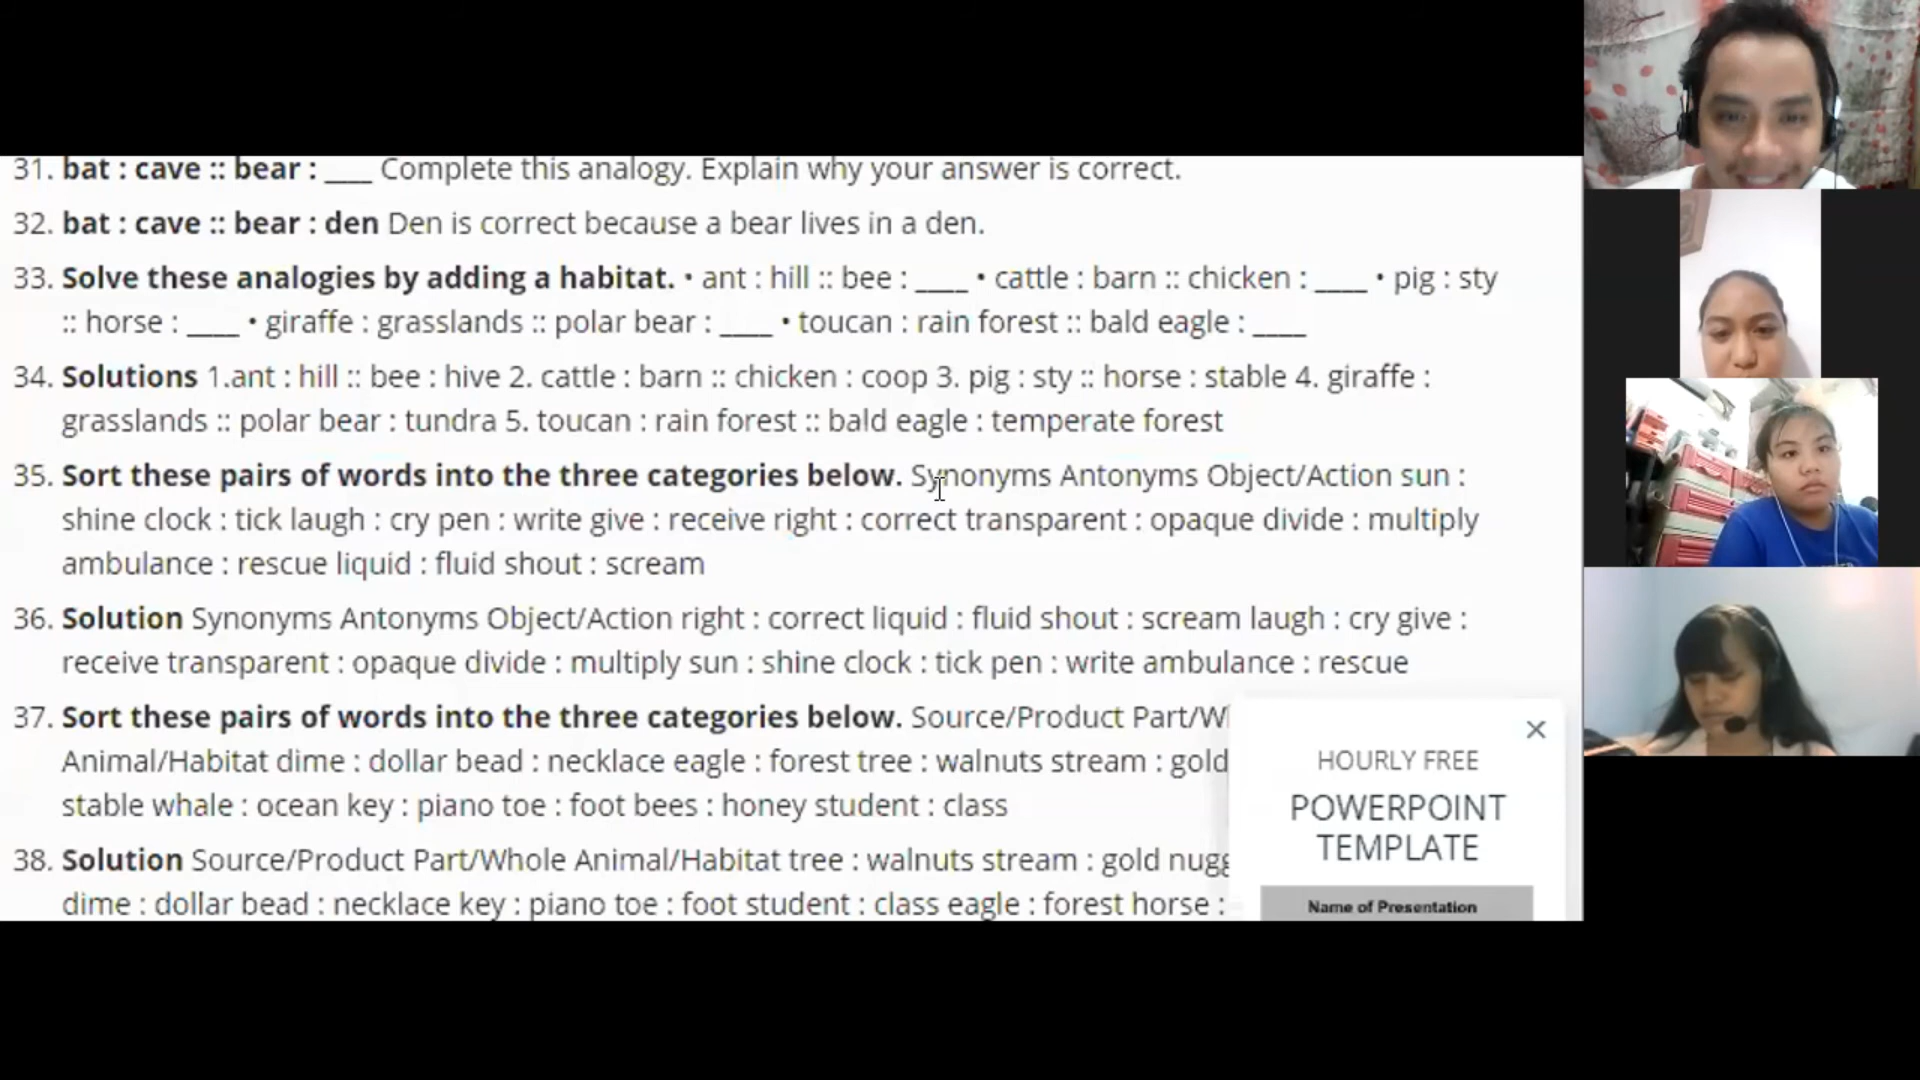 31. bat : cave :: bear : ____ Complete this analogy. Explain why your answer is correct.
32. bat : cave :: bear : den Den is correct because a bear lives in a den.
33. Solve these analogies by adding a habitat. • ant : hill :: bee : ____ • cattle : barn :: chicken : ____ • pig : sty
:: horse : ____ • giraffe : grasslands :: polar bear : ____ • toucan : rain forest :: bald eagle : ____
34. Solutions 1.ant : hill :: bee : hive 2. cattle : barn :: chicken : coop 3. pig : sty :: horse : stable 4. giraffe :
grasslands :: polar bear : tundra 5. toucan : rain forest :: bald eagle : temperate forest
35. Sort these pairs of words into the three categories below. Synonyms Antonyms Object/Action sun :
shine clock : tick laugh : cry pen : write give : receive right : correct transparent : opaque divide : multiply
ambulance : rescue liquid : fluid shout : scream
36. Solution Synonyms Antonyms Object/Action right : correct liquid : fluid shout : scream laugh : cry give :
receive transparent : opaque divide : multiply sun : shine clock : tick pen : write ambulance : rescue
37. Sort these pairs of words into the three categories below. Source/Product
Animal/Habitat dime : dollar bead : necklace eagle : forest tree : walnuts stream : gold
stable whale : ocean key : piano toe : foot bees : honey student : class
38. Solution Source/Product Part/Whole Animal/Habitat tree : walnuts stream : gold
dime : dollar bead : necklace key : piano toe : foot student : class eagle : forest horse :
HOURLY FREE
POWERPOINT
TEMPLATE
Name of Presentation